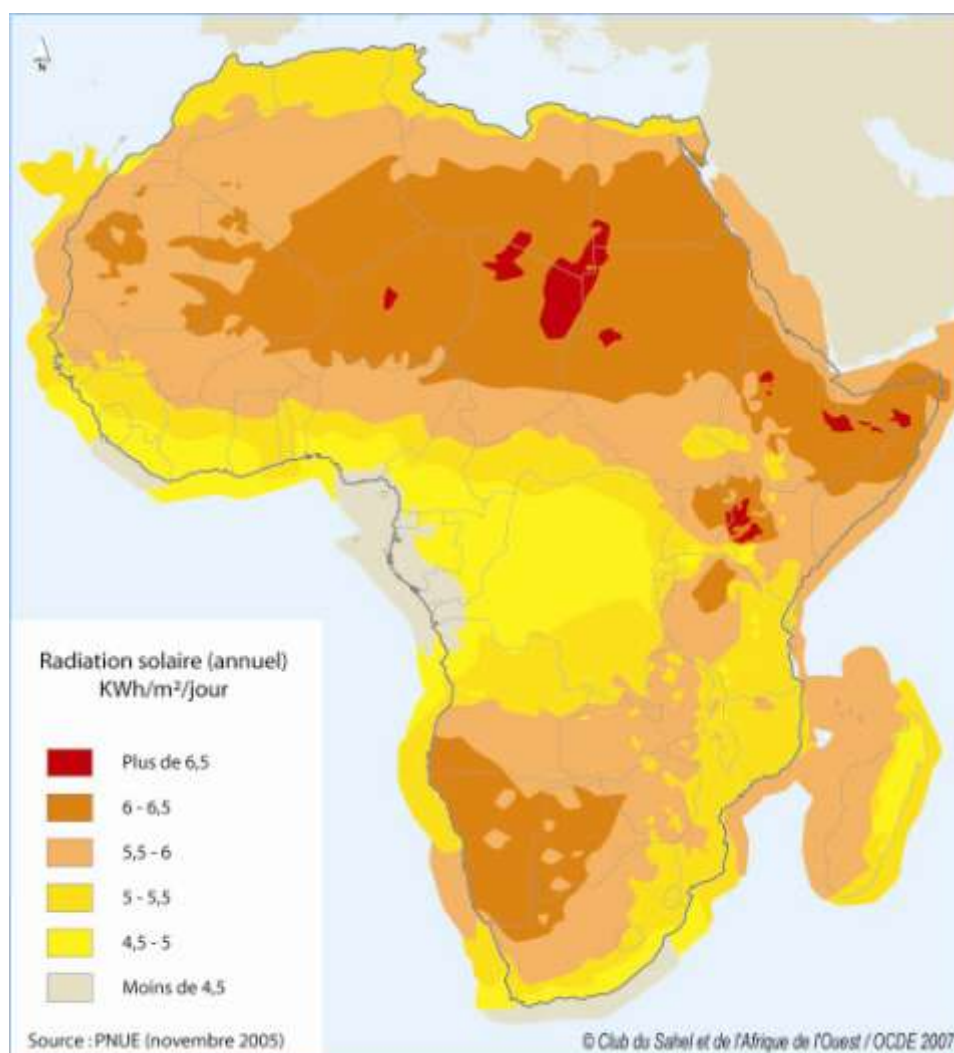 N
Radiation solaire (annuel)
KWh/m²/jour
Plus de 6,5
6 - 6,5
5,5 - 6
5 - 5,5
4,5 - 5
Moins de 4,5
Source : PNUE (novembre 2005)
© Club du Sahel et de l'Afrique de l'Ouest / OCDE 2007